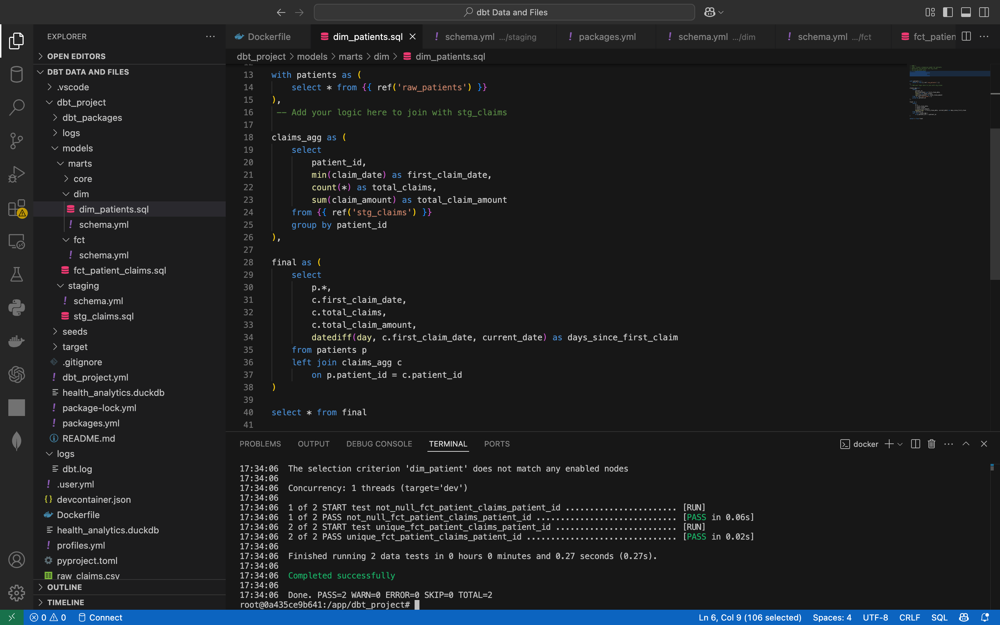 dbt Data and Files
EXPLORER
OPEN EDITORS
DBT DATA AND FILES
.vscode
dbt_project
dbt_packages
logs
models
marts
core
dim
dim_patients.sql
! schema.yml
fct
! schema.yml
fct_patient_claims.sql
staging
! schema.yml
stg_claims.sql
seeds
target
.gitignore
! dbt_project.yml
health_analytics.duckdb
! package-lock.yml
! packages.yml
README.md
logs
dbt.log
! .user.yml
{} devcontainer.json
Dockerfile
health_analytics.duckdb
! profiles.yml
pyproject.toml
raw_claims.csv
OUTLINE
TIMELINE
Dockerfile dim_patients.sql ! schema.yml .../staging ! packages.yml ! schema.yml .../dim ! schema.yml .../fct fct_patien
dbt_project > models > marts > dim > dim_patients.sql
13 with patients as (
14 select * from {{ ref('raw_patients') }}
15 ),
16 -- Add your logic here to join with stg_claims
17
18 claims_agg as (
19 select
20 patient_id,
21 min(claim_date) as first_claim_date,
22 count(*) as total_claims,
23 sum(claim_amount) as total_claim_amount
24 from {{ ref('stg_claims') }}
25 group by patient_id
26 ),
27
28 final as (
29 select
30 p.*,
31 c.first_claim_date,
32 c.total_claims,
33 c.total_claim_amount,
34 datediff(day, c.first_claim_date, current_date) as days_since_first_claim
35 from patients p
36 left join claims_agg c
37 on p.patient_id = c.patient_id
38 )
39
40 select * from final
41
PROBLEMS OUTPUT DEBUG CONSOLE TERMINAL PORTS docker
17:34:06 The selection criterion 'dim_patient' does not match any enabled nodes
17:34:06
17:34:06 Concurrency: 1 threads (target='dev')
17:34:06
17:34:06 1 of 2 START test not_null_fct_patient_claims_patient_id ....................... [RUN]
17:34:06 1 of 2 PASS not_null_fct_patient_claims_patient_id ............................. [PASS in 0.06s]
17:34:06 2 of 2 START test unique_fct_patient_claims_patient_id ......................... [RUN]
17:34:06 2 of 2 PASS unique_fct_patient_claims_patient_id ............................... [PASS in 0.02s]
17:34:06
17:34:06 Finished running 2 data tests in 0 hours 0 minutes and 0.27 seconds (0.27s).
17:34:06
17:34:06 Completed successfully
17:34:06
17:34:06 Done. PASS=2 WARN=0 ERROR=0 SKIP=0 TOTAL=2
root@0a435ce9b641:/app/dbt_project#
0 0 Connect Ln 6, Col 9 (106 selected) Spaces: 4 UTF-8 CRLF SQL